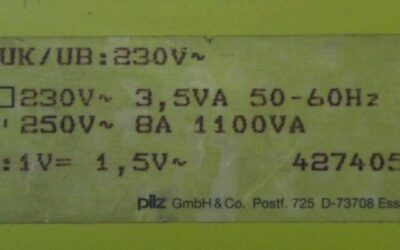 UK/UB:230V~
230V~ 3,5VA 50-60Hz
250V~ 8A 1100VA
:1V= 1,5V~ 427405
pilz GmbH & Co. Postf. 725 D-73708 Ess